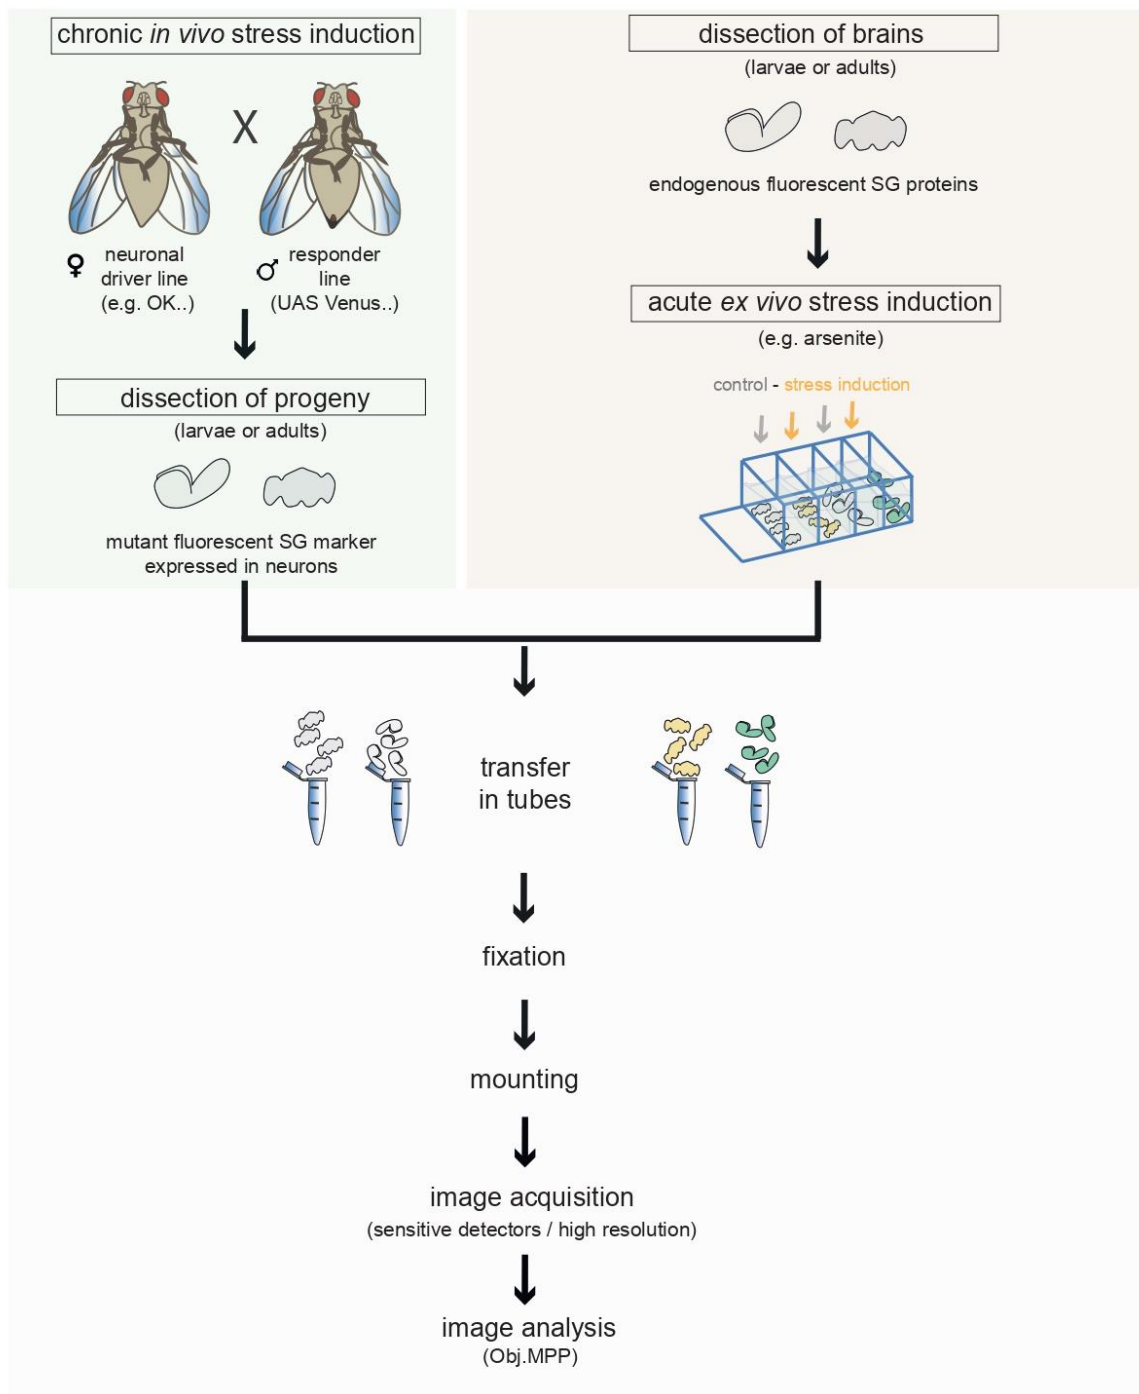 chronic in vivo stress induction
X
♀ neuronal
driver line
(e.g. OK..)
♂ responder
line
(UAS Venus..)
dissection of progeny
(larvae or adults)
mutant fluorescent SG marker
expressed in neurons
dissection of brains
(larvae or adults)
endogenous fluorescent SG proteins
acute ex vivo stress induction
(e.g. arsenite)
control - stress induction
transfer
in tubes
fixation
mounting
image acquisition
(sensitive detectors / high resolution)
image analysis
(Obj.MPP)